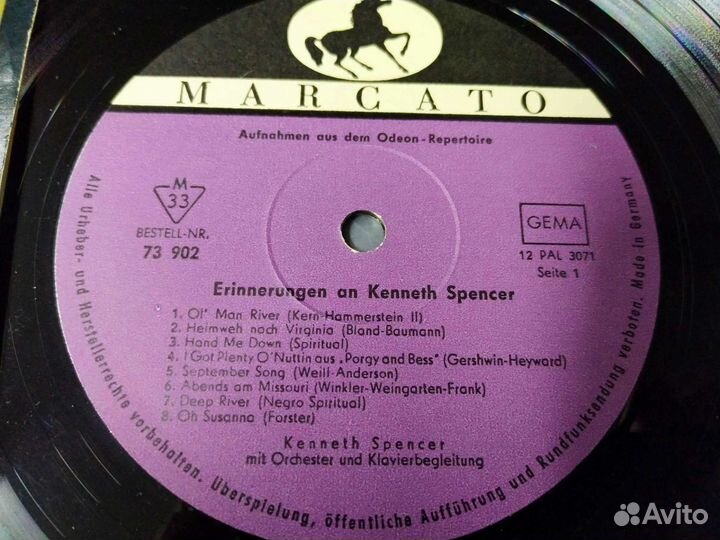 MARCATO
Aufnahmen aus dem Odeon-Repertoire
M
33
BESTELL-NR.
73 902
GEMA
12 PAL 3071
Seite 1
Erinnerungen an Kenneth Spencer
1. Ol' Man River (Kern-Hammerstein II)
2. Heimweh nach Virginia (Bland-Baumann)
3. Hand Me Down (Spiritual)
4. I Got Plenty O'Nuttin aus „Porgy and Bess" (Gershwin-Heyward)
5. September Song (Weill-Anderson)
6. Abends am Missouri (Winkler-Weingarten-Frank)
7. Deep River (Negro Spiritual)
8. Oh Susanna (Forster)
Kenneth Spencer
mit Orchester und Klavierbegleitung
Alle Urheber- und Herstellerrechte vorbehalten. Überspielung, öffentliche Aufführung und Rundfunksendung verboten. Made in Germany
Avito